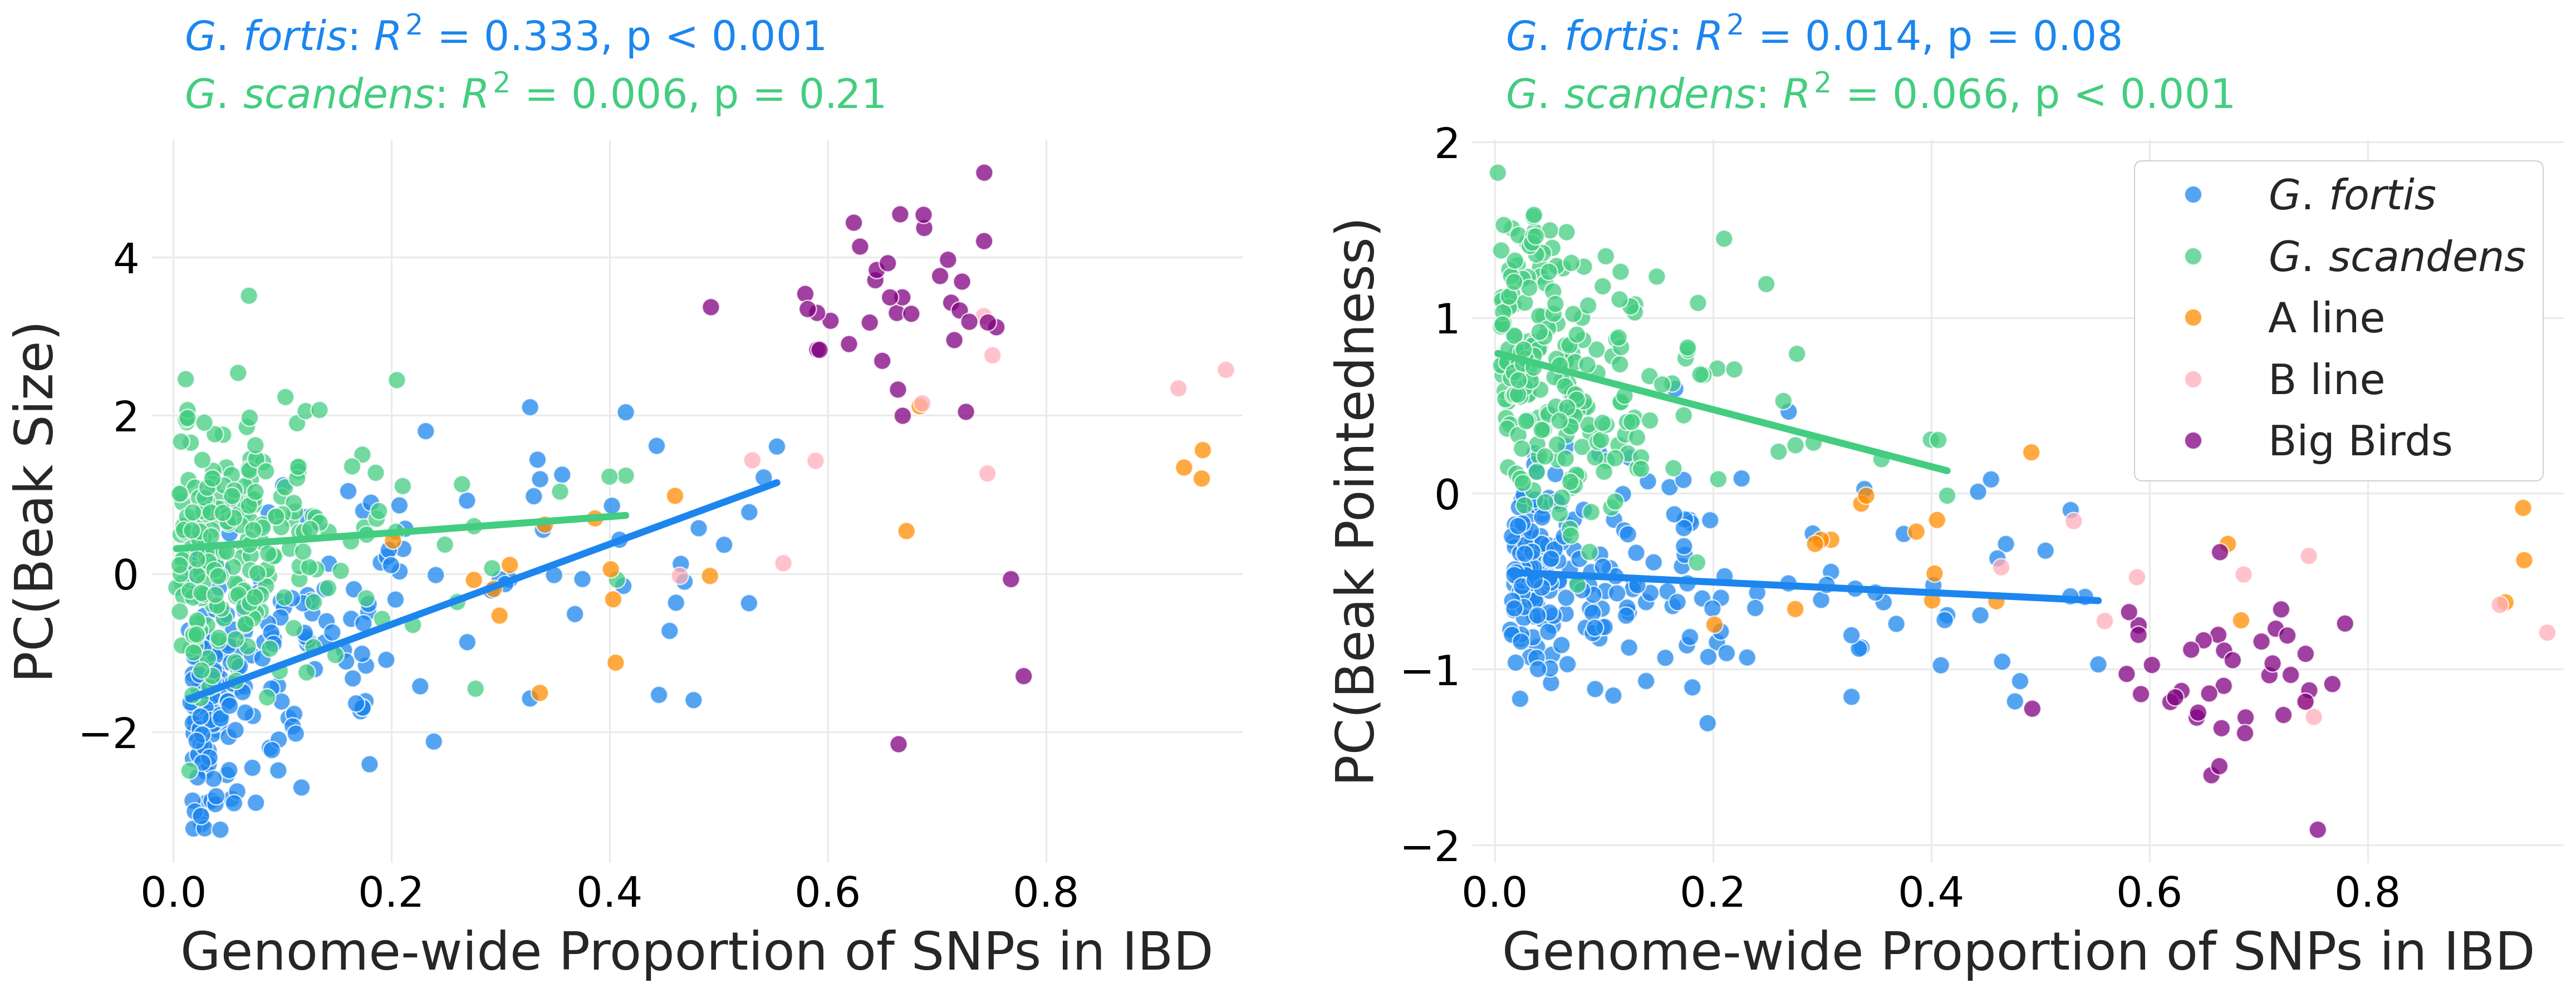 G. fortis: R² = 0.333, p < 0.001
G. scandens: R² = 0.006, p = 0.21
PC(Beak Size)
4
2
0
−2
0.0 0.2 0.4 0.6 0.8
Genome-wide Proportion of SNPs in IBD
G. fortis: R² = 0.014, p = 0.08
G. scandens: R² = 0.066, p < 0.001
PC(Beak Pointedness)
2
1
0
−1
−2
0.0 0.2 0.4 0.6 0.8
Genome-wide Proportion of SNPs in IBD
G. fortis
G. scandens
A line
B line
Big Birds